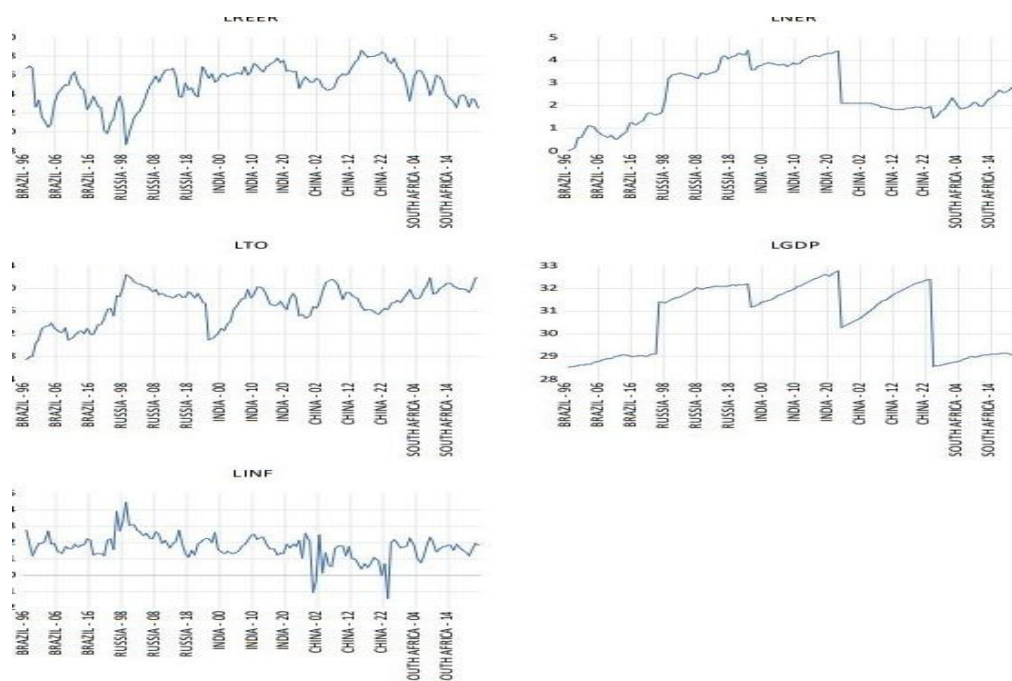 LREER
BRAZIL - 96
BRAZIL - 06
BRAZIL - 16
RUSSIA - 98
RUSSIA - 08
RUSSIA - 18
INDIA - 00
INDIA - 10
INDIA - 20
CHINA - 02
CHINA - 12
CHINA - 22
SOUTH AFRICA - 04
SOUTH AFRICA - 14
LNER
5
4
3
2
1
0
BRAZIL - 96
BRAZIL - 06
BRAZIL - 16
RUSSIA - 98
RUSSIA - 08
RUSSIA - 18
INDIA - 00
INDIA - 10
INDIA - 20
CHINA - 02
CHINA - 12
CHINA - 22
SOUTH AFRICA - 04
SOUTH AFRICA - 14
LTO
BRAZIL - 96
BRAZIL - 06
BRAZIL - 16
RUSSIA - 98
RUSSIA - 08
RUSSIA - 18
INDIA - 00
INDIA - 10
INDIA - 20
CHINA - 02
CHINA - 12
CHINA - 22
SOUTH AFRICA - 04
SOUTH AFRICA - 14
LGDP
33
32
31
30
29
28
BRAZIL - 96
BRAZIL - 06
BRAZIL - 16
RUSSIA - 98
RUSSIA - 08
RUSSIA - 18
INDIA - 00
INDIA - 10
INDIA - 20
CHINA - 02
CHINA - 12
CHINA - 22
SOUTH AFRICA - 04
SOUTH AFRICA - 14
LINF
BRAZIL - 96
BRAZIL - 06
BRAZIL - 16
RUSSIA - 98
RUSSIA - 08
RUSSIA - 18
INDIA - 00
INDIA - 10
INDIA - 20
CHINA - 02
CHINA - 12
CHINA - 22
OUTH AFRICA - 04
OUTH AFRICA - 14